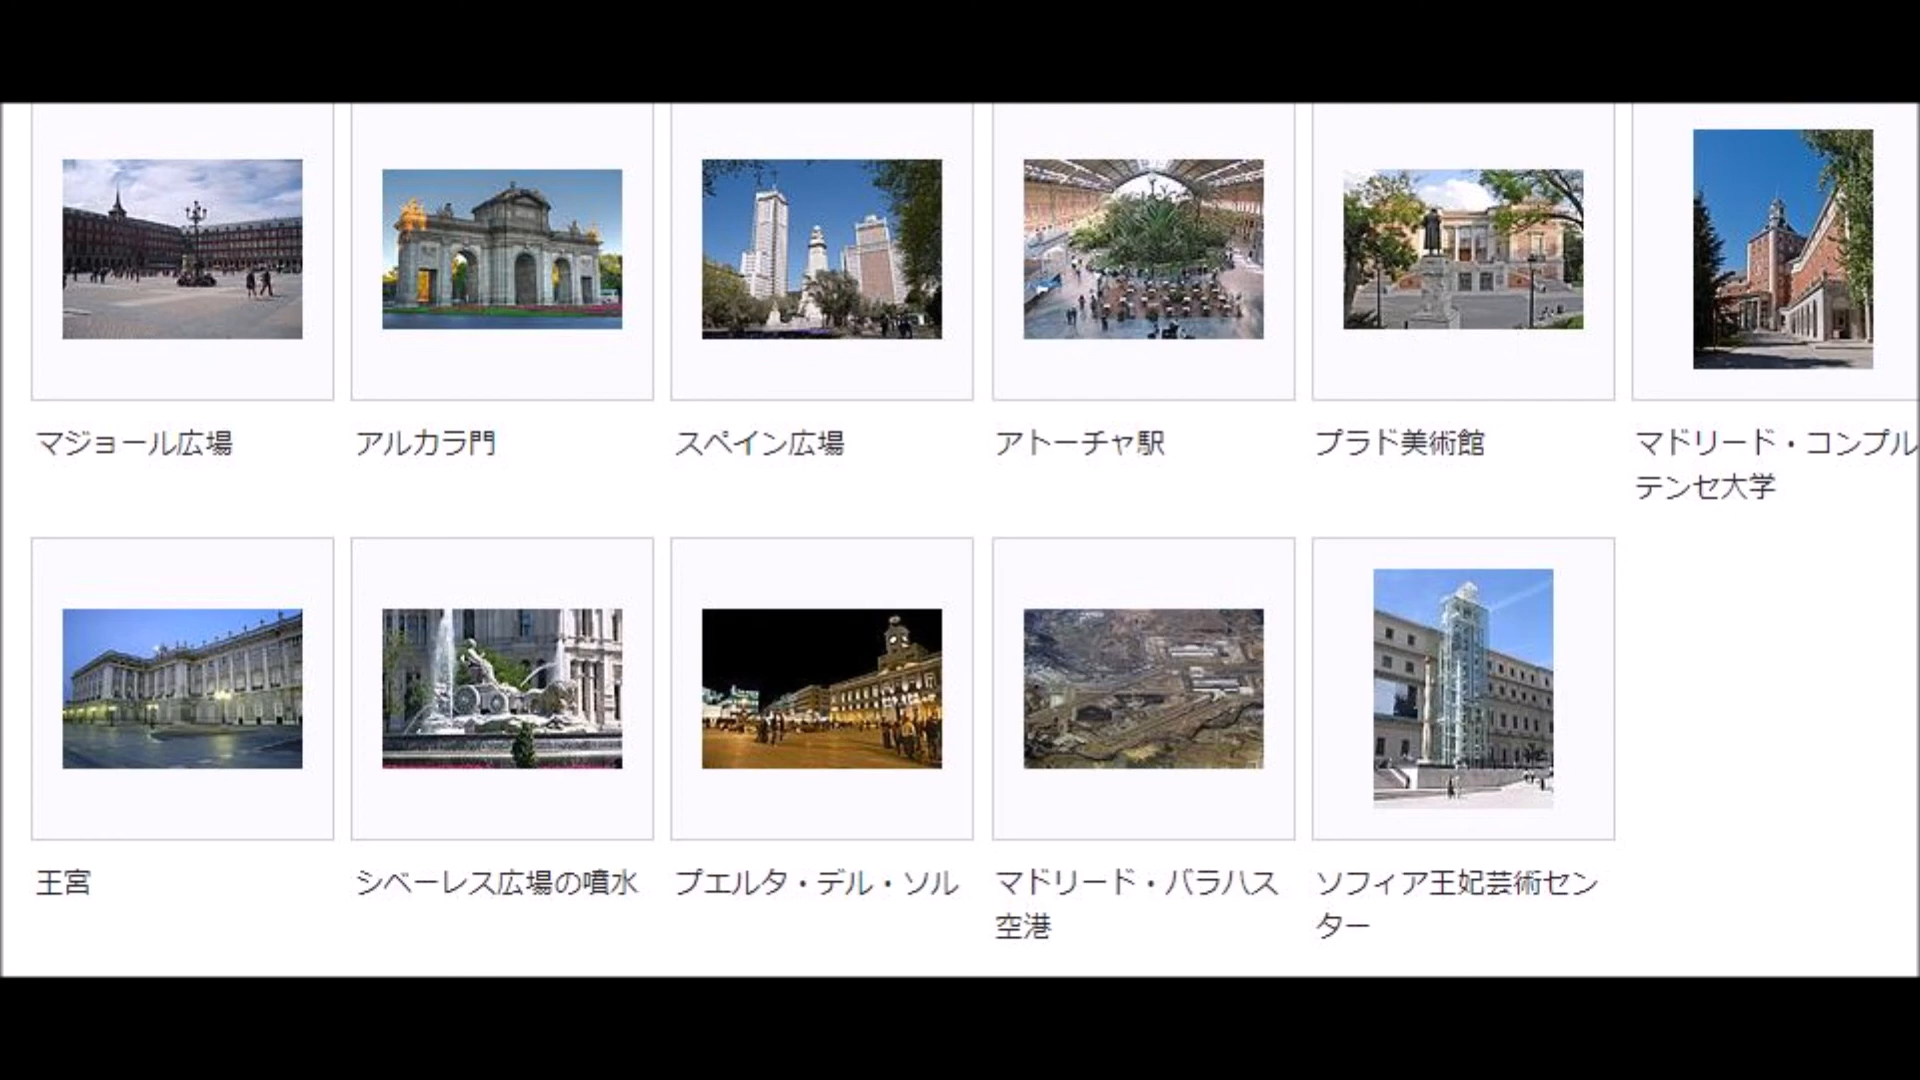 マジョール広場
アルカラ門
スペイン広場
アトーチャ駅
プラド美術館
マドリード・コンプル
テンセ大学
王宮
シベーレス広場の噴水
プエルタ・デル・ソル
マドリード・バラハス
空港
ソフィア王妃芸術セン
ター